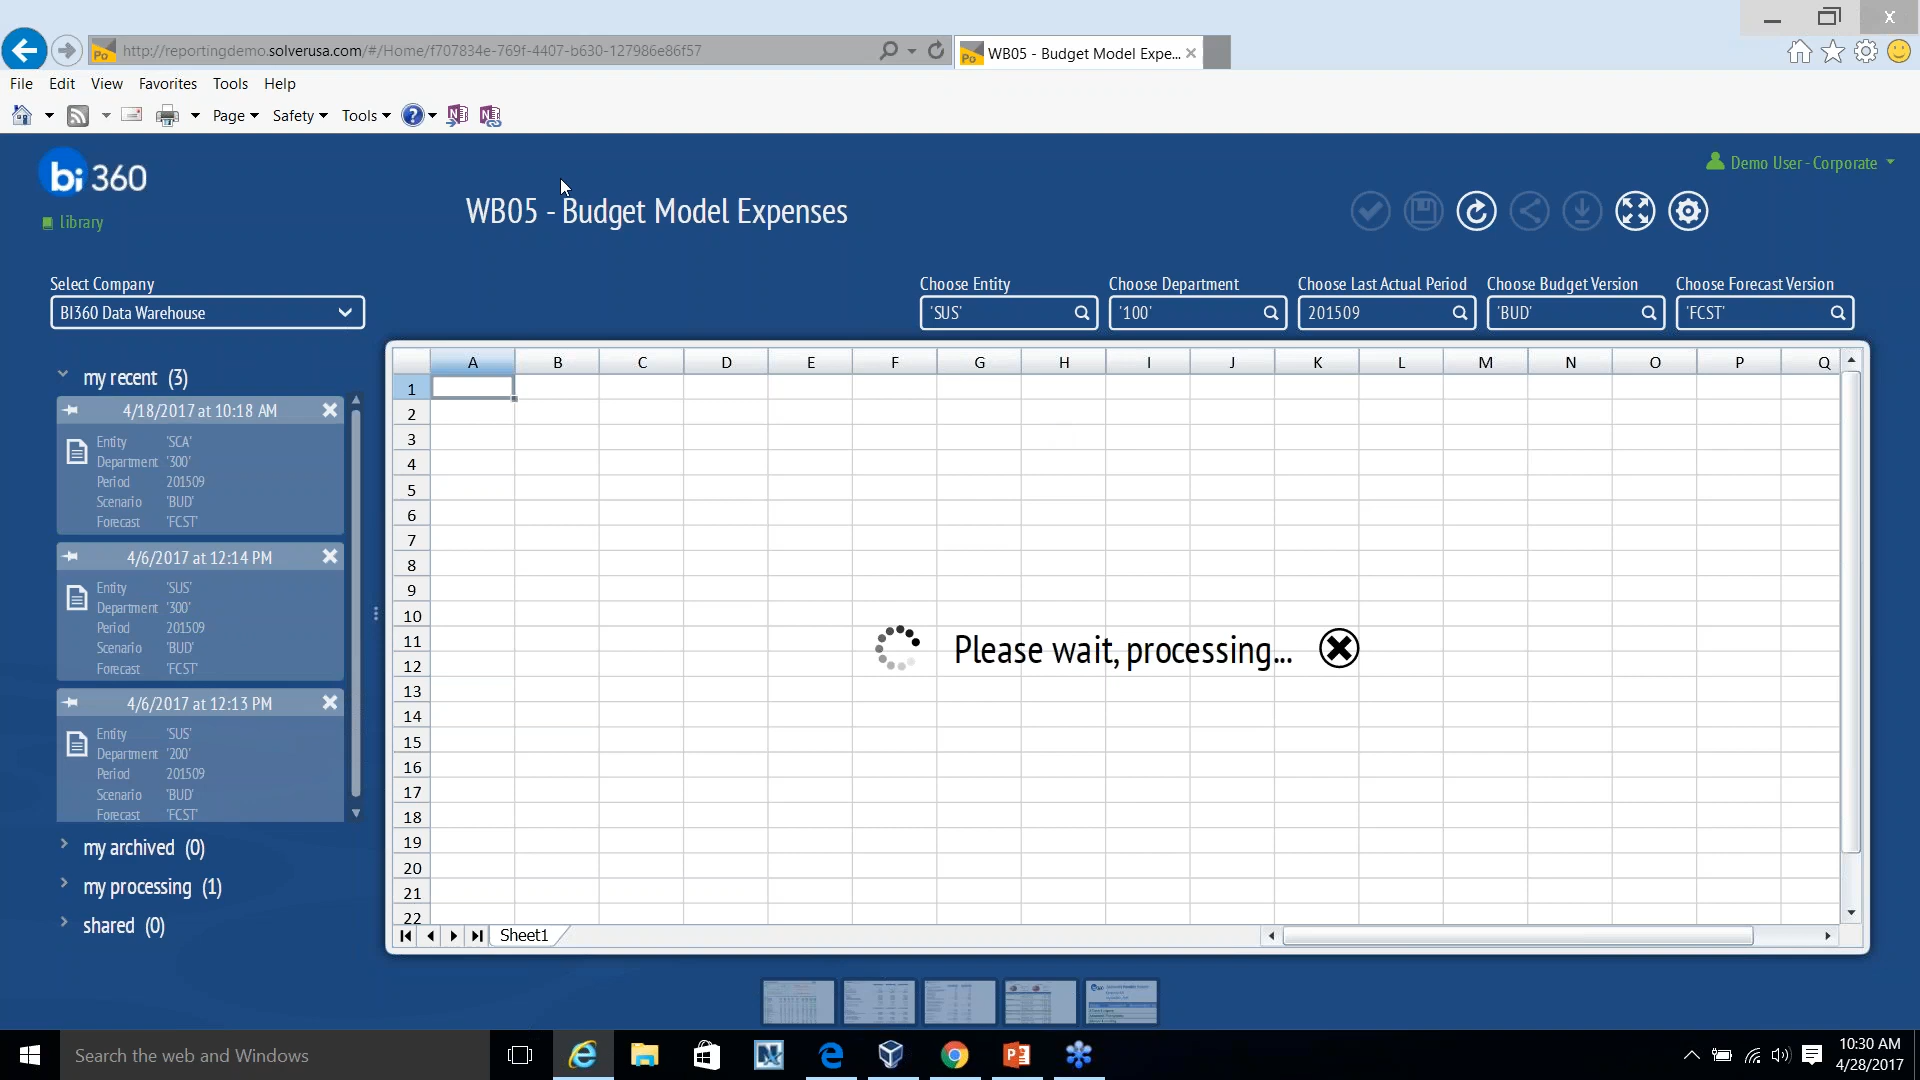 http://reportingdemo.solverusa.com/#/Home/f707834e-769f-4407-b630-127986e86f57
WB05 - Budget Model Expe...
File Edit View Favorites Tools Help
Page Safety Tools
bi 360
Demo User - Corporate
library
WB05 - Budget Model Expenses
Select Company
BI360 Data Warehouse
Choose Entity Choose Department Choose Last Actual Period Choose Budget Version Choose Forecast Version
'SUS' '100' 201509 'BUD' 'FCST'
my recent (3)
4/18/2017 at 10:18 AM
Entity 'SCA'
Department '300'
Period 201509
Scenario 'BUD'
Forecast 'FCST'
4/6/2017 at 12:14 PM
Entity 'SUS'
Department '300'
Period 201509
Scenario 'BUD'
Forecast 'FCST'
4/6/2017 at 12:13 PM
Entity 'SUS'
Department '200'
Period 201509
Scenario 'BUD'
Forecast 'FCST'
my archived (0)
my processing (1)
shared (0)
A B C D E F G H I J K L M N O P Q
1
2
3
4
5
6
7
8
9
10
11
12
13
14
15
16
17
18
19
20
21
22
Please wait, processing...
Sheet1
Search the web and Windows
10:30 AM
4/28/2017